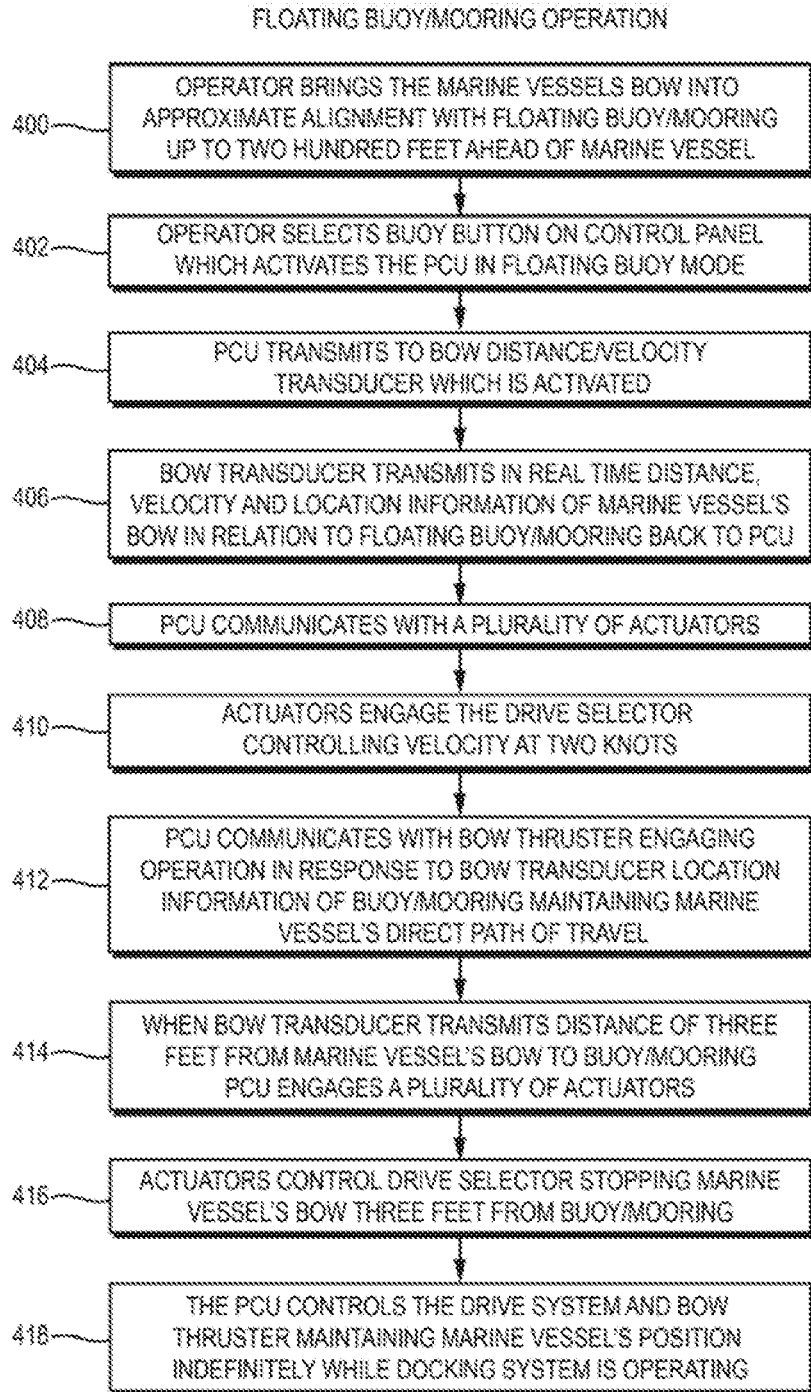 FLOATING BUOY/MOORING OPERATION
400
OPERATOR BRINGS THE MARINE VESSELS BOW INTO
APPROXIMATE ALIGNMENT WITH FLOATING BUOY/MOORING
UP TO TWO HUNDRED FEET AHEAD OF MARINE VESSEL
402
OPERATOR SELECTS BUOY BUTTON ON CONTROL PANEL
WHICH ACTIVATES THE PCU IN FLOATING BUOY MODE
404
PCU TRANSMITS TO BOW DISTANCE/VELOCITY
TRANSDUCER WHICH IS ACTIVATED
406
BOW TRANSDUCER TRANSMITS IN REAL TIME DISTANCE,
VELOCITY AND LOCATION INFORMATION OF MARINE VESSEL'S
BOW IN RELATION TO FLOATING BUOY/MOORING BACK TO PCU
408
PCU COMMUNICATES WITH A PLURALITY OF ACTUATORS
410
ACTUATORS ENGAGE THE DRIVE SELECTOR
CONTROLLING VELOCITY AT TWO KNOTS
412
PCU COMMUNICATES WITH BOW THRUSTER ENGAGING
OPERATION IN RESPONSE TO BOW TRANSDUCER LOCATION
INFORMATION OF BUOY/MOORING MAINTAINING MARINE
VESSEL'S DIRECT PATH OF TRAVEL
414
WHEN BOW TRANSDUCER TRANSMITS DISTANCE OF THREE
FEET FROM MARINE VESSEL'S BOW TO BUOY/MOORING
PCU ENGAGES A PLURALITY OF ACTUATORS
416
ACTUATORS CONTROL DRIVE SELECTOR STOPPING MARINE
VESSEL'S BOW THREE FEET FROM BUOY/MOORING
418
THE PCU CONTROLS THE DRIVE SYSTEM AND BOW
THRUSTER MAINTAINING MARINE VESSEL'S POSITION
INDEFINITELY WHILE DOCKING SYSTEM IS OPERATING